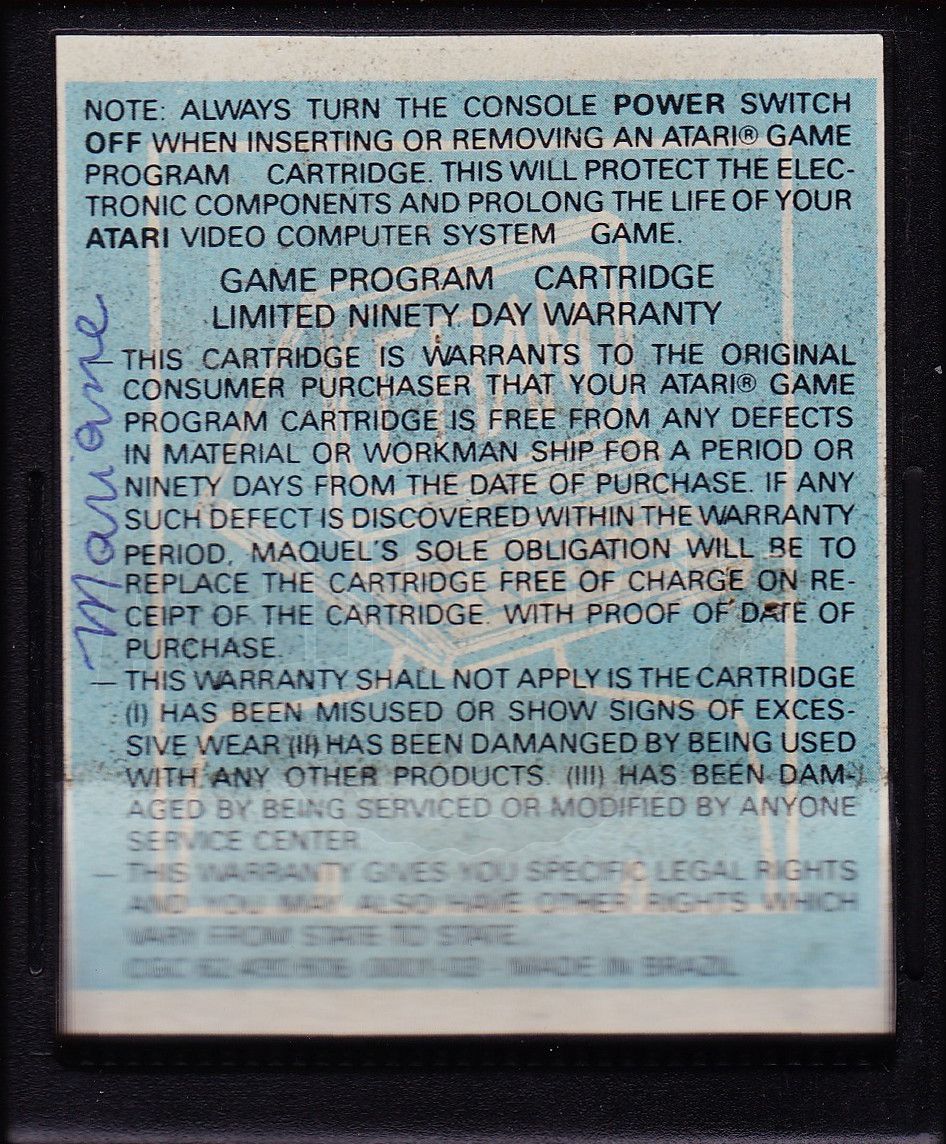 NOTE: ALWAYS TURN THE CONSOLE POWER SWITCH
OFF WHEN INSERTING OR REMOVING AN ATARI® GAME
PROGRAM CARTRIDGE. THIS WILL PROTECT THE ELEC-
TRONIC COMPONENTS AND PROLONG THE LIFE OF YOUR
ATARI VIDEO COMPUTER SYSTEM GAME.
GAME PROGRAM CARTRIDGE
LIMITED NINETY DAY WARRANTY
THIS CARTRIDGE IS WARRANTS TO THE ORIGINAL
CONSUMER PURCHASER THAT YOUR ATARI® GAME
PROGRAM CARTRIDGE IS FREE FROM ANY DEFECTS
IN MATERIAL OR WORKMAN SHIP FOR A PERIOD OR
NINETY DAYS FROM THE DATE OF PURCHASE. IF ANY
SUCH DEFECT IS DISCOVERED WITHIN THE WARRANTY
PERIOD, MAQUEL'S SOLE OBLIGATION WILL BE TO
REPLACE THE CARTRIDGE FREE OF CHARGE ON RE-
CEIPT OF THE CARTRIDGE. WITH PROOF OF DATE OF
PURCHASE.
— THIS WARRANTY SHALL NOT APPLY IS THE CARTRIDGE
(I) HAS BEEN MISUSED OR SHOW SIGNS OF EXCES-
SIVE WEAR (II) HAS BEEN DAMANGED BY BEING USED
WITH ANY OTHER PRODUCTS. (III) HAS BEEN DAM-
AGED BY BEING SERVICED OR MODIFIED BY ANYONE
SERVICE CENTER.
— THIS WARRANTY GIVES YOU SPECIFIC LEGAL RIGHTS
AND YOU MAY ALSO HAVE OTHER RIGHTS WHICH
VARY FROM STATE TO STATE.
CGC MADE IN BRAZIL
Mariane